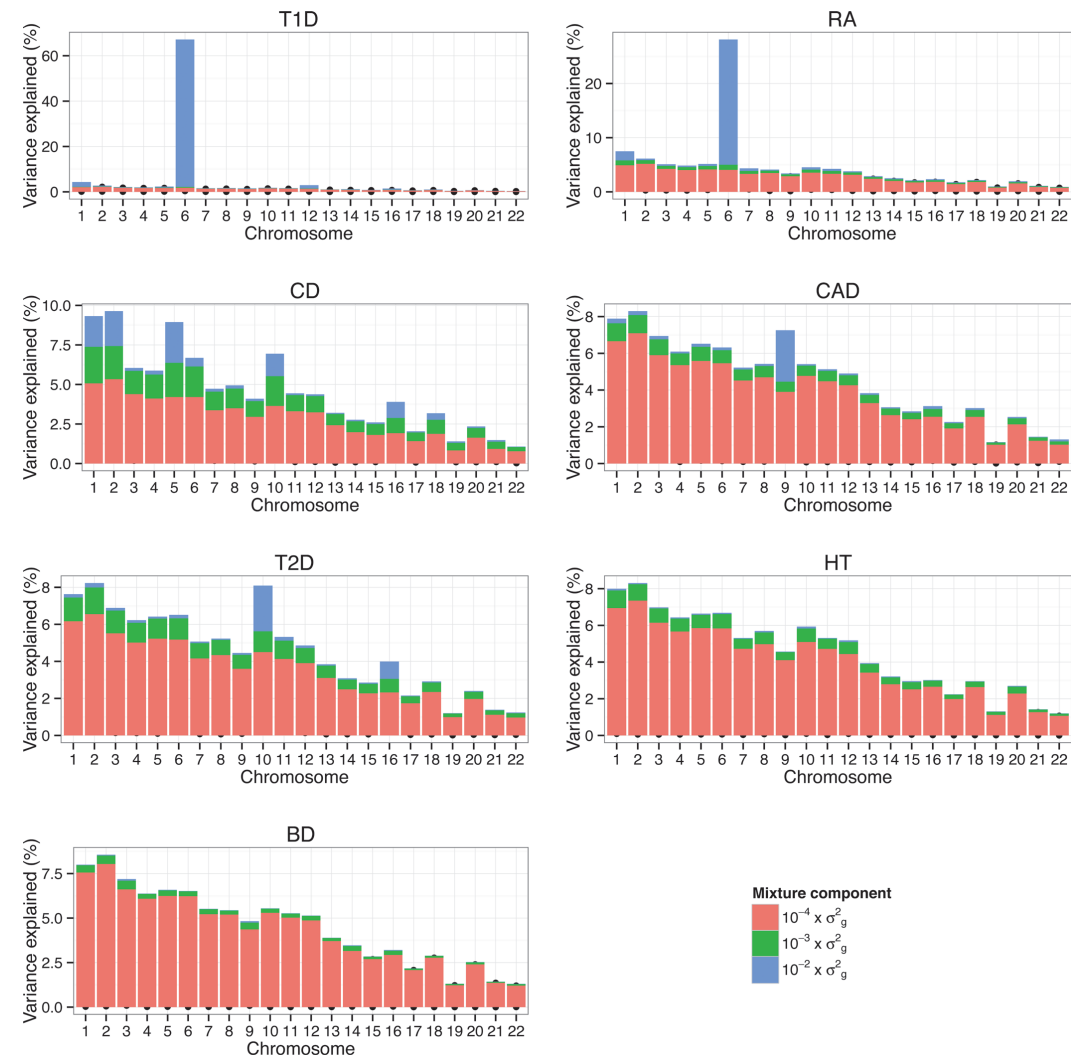 T1D
Variance explained (%)
60
40
20
0
1 2 3 4 5 6 7 8 9 10 11 12 13 14 15 16 17 18 19 20 21 22
Chromosome
RA
Variance explained (%)
20
10
0
1 2 3 4 5 6 7 8 9 10 11 12 13 14 15 16 17 18 19 20 21 22
Chromosome
CD
Variance explained (%)
10.0
7.5
5.0
2.5
0.0
1 2 3 4 5 6 7 8 9 10 11 12 13 14 15 16 17 18 19 20 21 22
Chromosome
CAD
Variance explained (%)
8
6
4
2
0
1 2 3 4 5 6 7 8 9 10 11 12 13 14 15 16 17 18 19 20 21 22
Chromosome
T2D
Variance explained (%)
8
6
4
2
0
1 2 3 4 5 6 7 8 9 10 11 12 13 14 15 16 17 18 19 20 21 22
Chromosome
HT
Variance explained (%)
8
6
4
2
0
1 2 3 4 5 6 7 8 9 10 11 12 13 14 15 16 17 18 19 20 21 22
Chromosome
BD
Variance explained (%)
7.5
5.0
2.5
0.0
1 2 3 4 5 6 7 8 9 10 11 12 13 14 15 16 17 18 19 20 21 22
Chromosome
Mixture component
10⁻⁴ x σ²g
10⁻³ x σ²g
10⁻² x σ²g